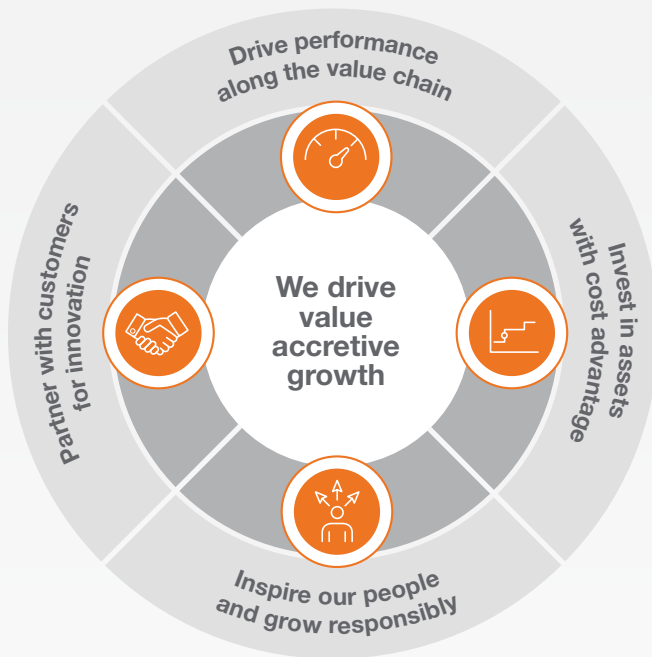 Drive performance
along the value chain
Partner with customers
for innovation
We drive
value
accretive
growth
Invest in assets
with cost advantage
Inspire our people
and grow responsibly